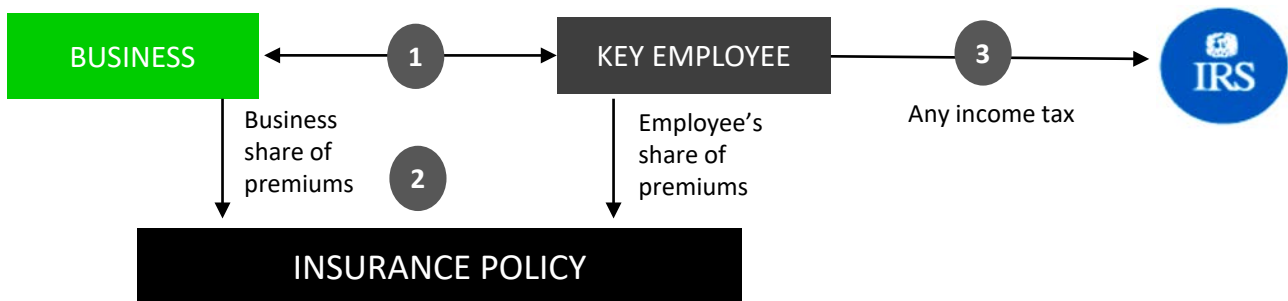 BUSINESS
1
KEY EMPLOYEE
3
IRS
Any income tax
Business
share of
premiums
2
Employee’s
share of
premiums
INSURANCE POLICY